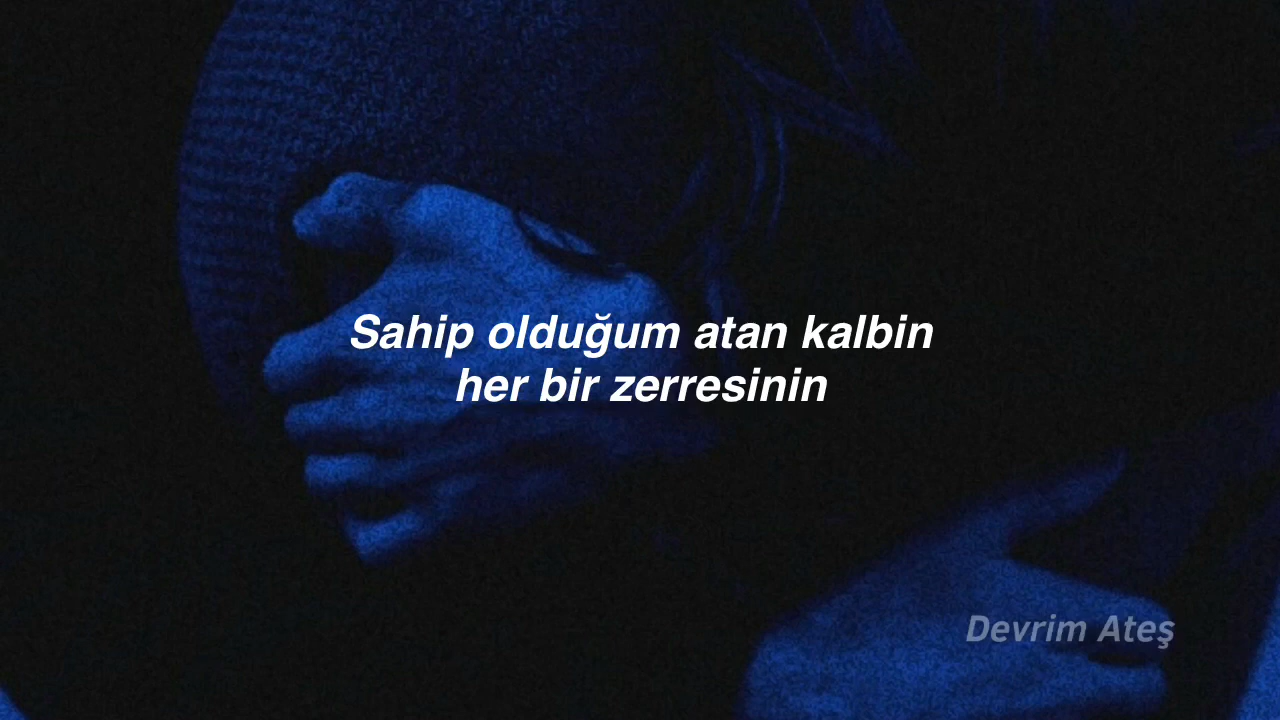 Sahip olduğum atan kalbin
her bir zerresinin
Devrim Ateş